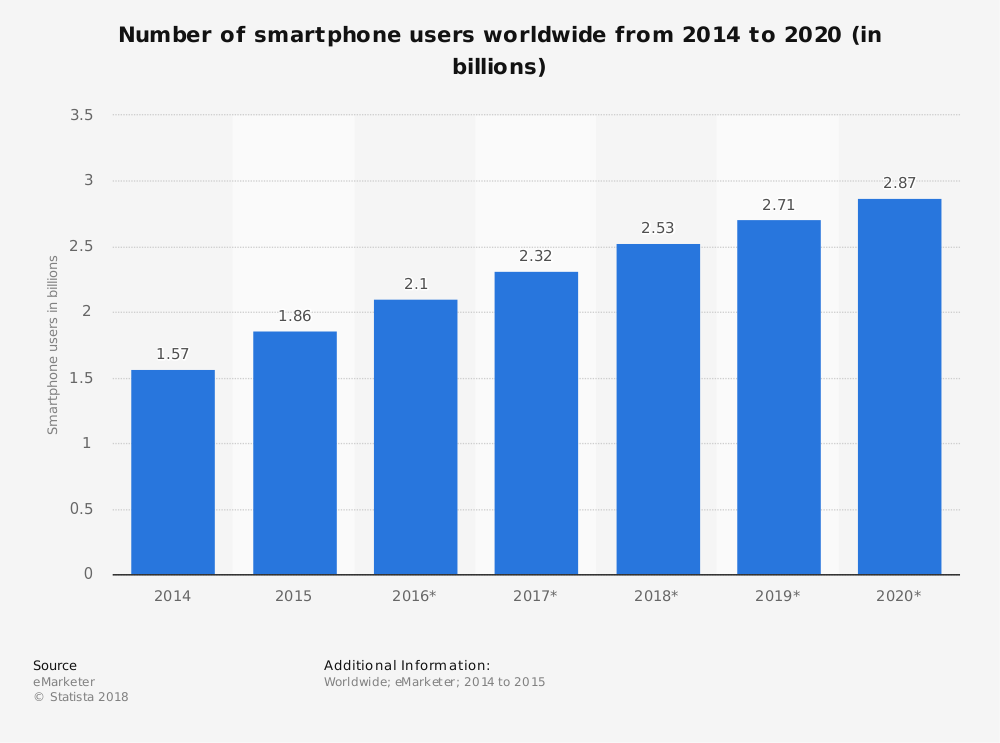 Number of smartphone users worldwide from 2014 to 2020 (in
billions)
Smartphone users in billions
3.5
3
2.5
2
1.5
1
0.5
0
1.57
1.86
2.1
2.32
2.53
2.71
2.87
2014
2015
2016*
2017*
2018*
2019*
2020*
Source
eMarketer
© Statista 2018
Additional Information:
Worldwide; eMarketer; 2014 to 2015